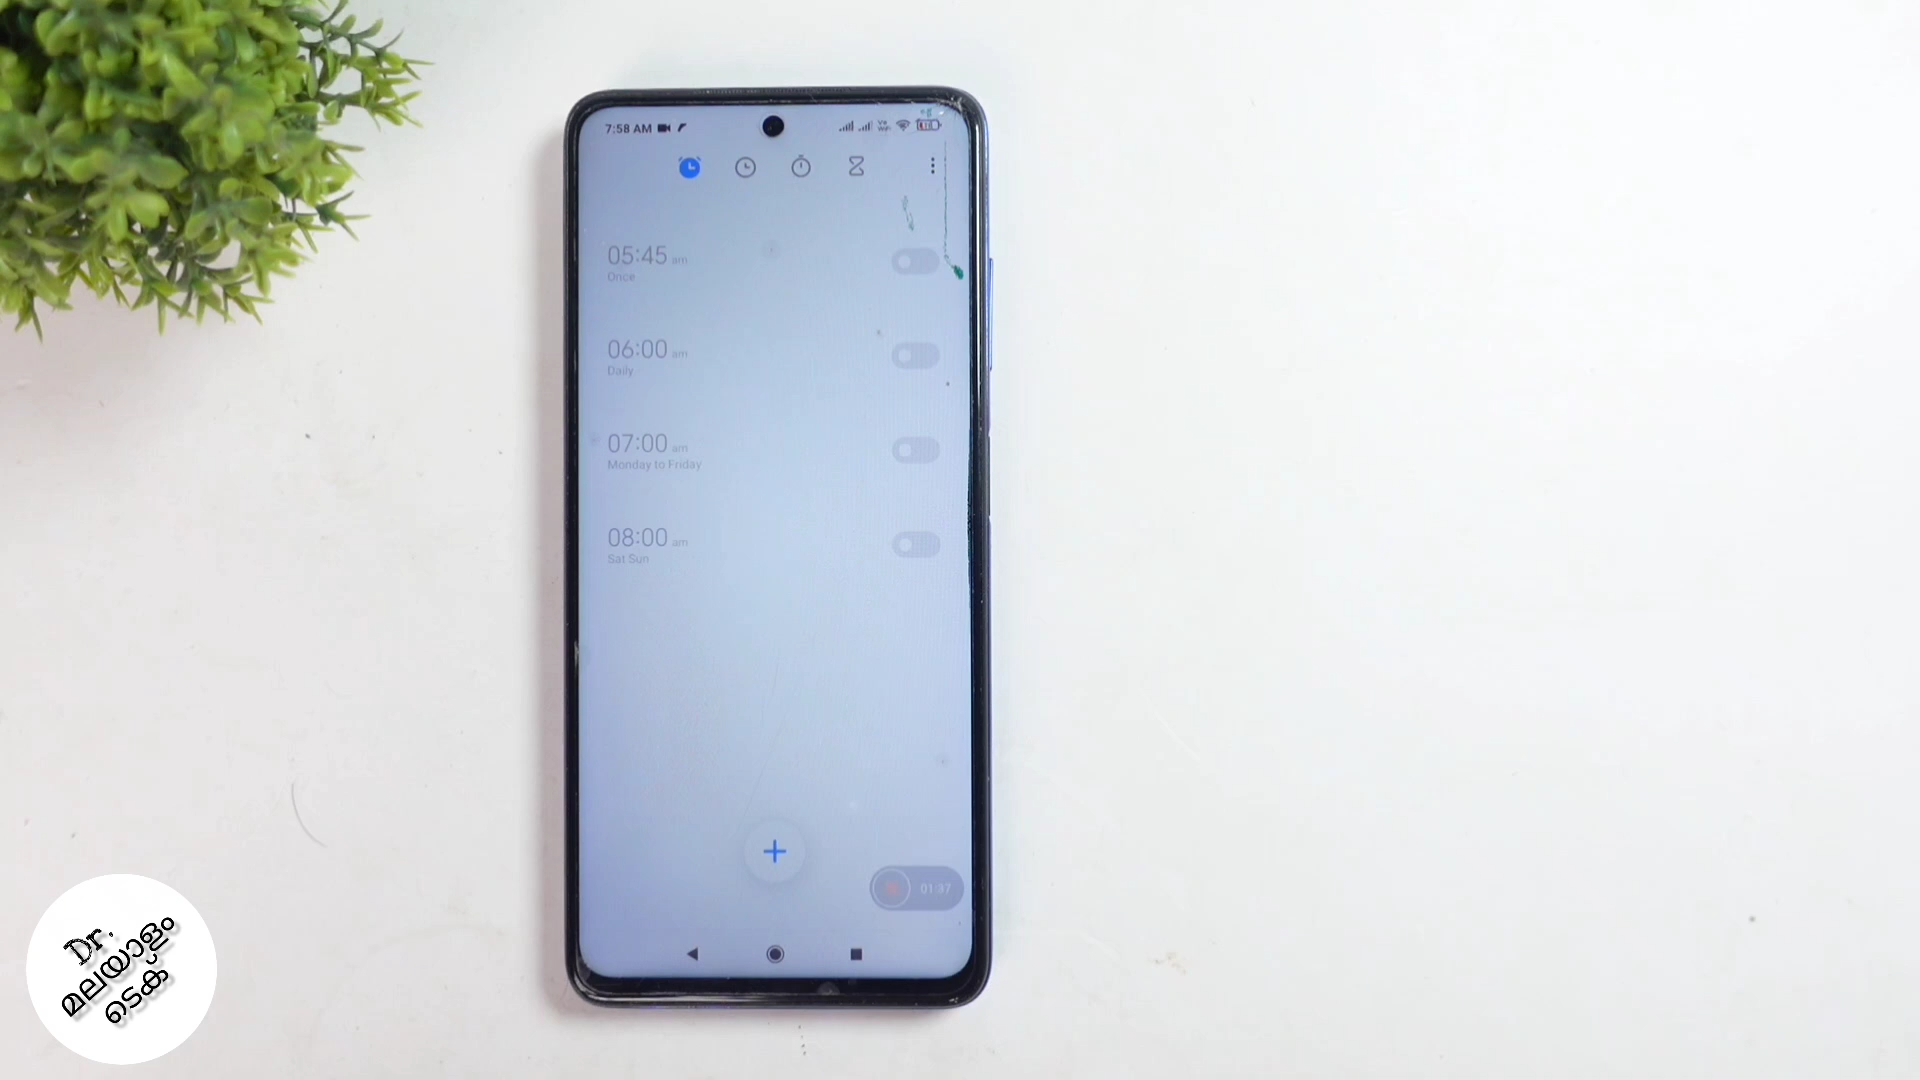 7:58 AM
05:45 am
Once
06:00 am
Daily
07:00 am
Monday to Friday
08:00 am
Sat Sun
01:37
Dr.
മലയാളം
ടെക്